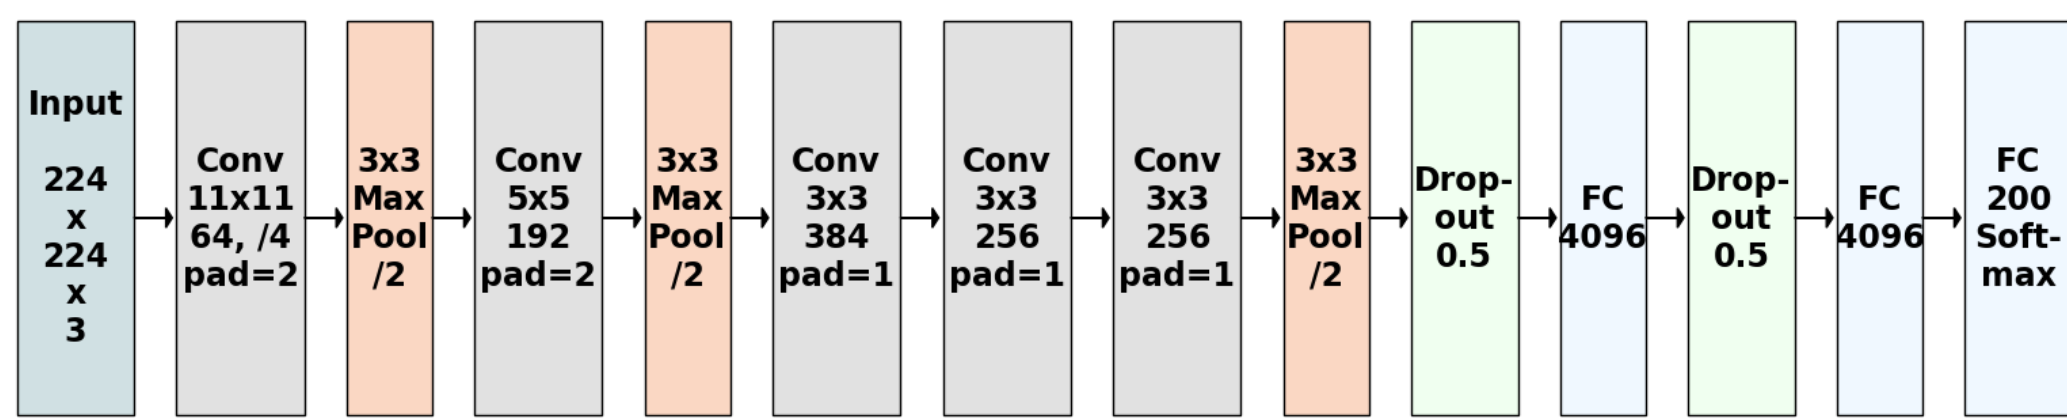 Input
224
x
224
x
3
Conv
11x11
64, /4
pad=2
3x3
Max
Pool
/2
Conv
5x5
192
pad=2
3x3
Max
Pool
/2
Conv
3x3
384
pad=1
Conv
3x3
256
pad=1
Conv
3x3
256
pad=1
3x3
Max
Pool
/2
Drop-
out
0.5
FC
4096
Drop-
out
0.5
FC
4096
FC
200
Soft-
max